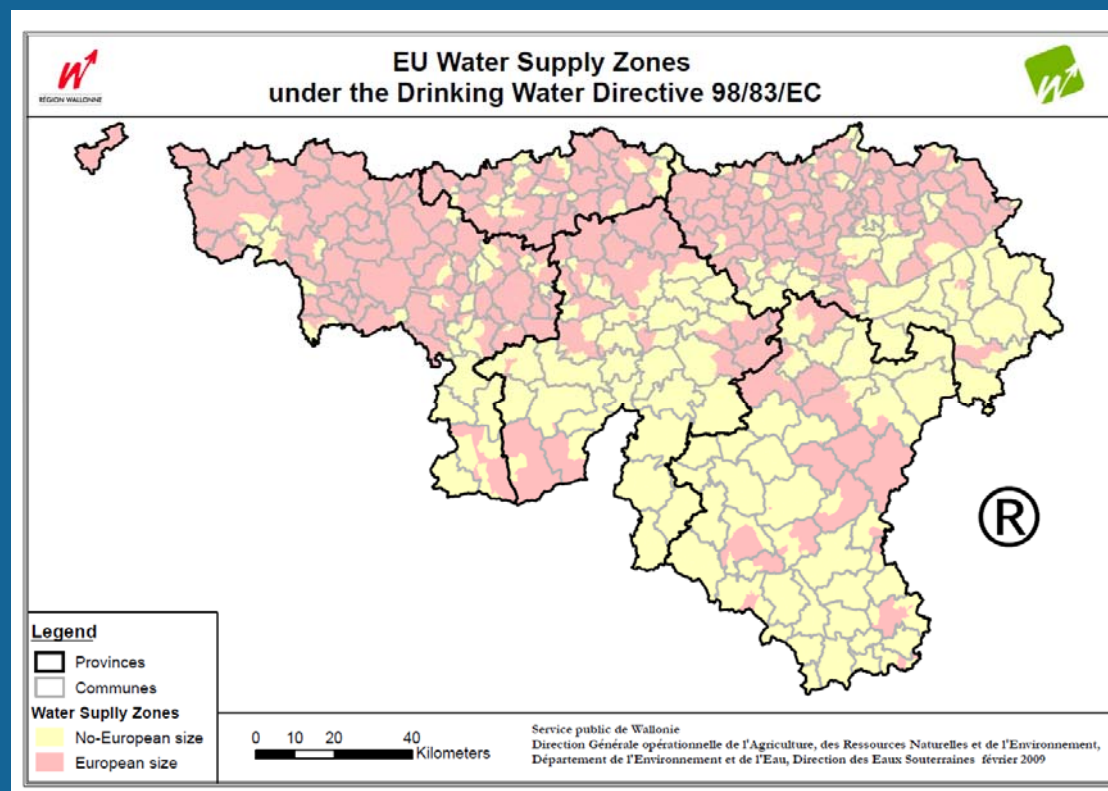 EU Water Supply Zones
under the Drinking Water Directive 98/83/EC
W
RÉGION WALLONNE
W
®
Legend
Provinces
Communes
Water Suplly Zones
No-European size
European size
0 10 20 40
Kilometers
Service public de Wallonie
Direction Générale opérationnelle de l'Agriculture, des Ressources Naturelles et de l'Environnement,
Département de l'Environnement et de l'Eau, Direction des Eaux Souterraines février 2009